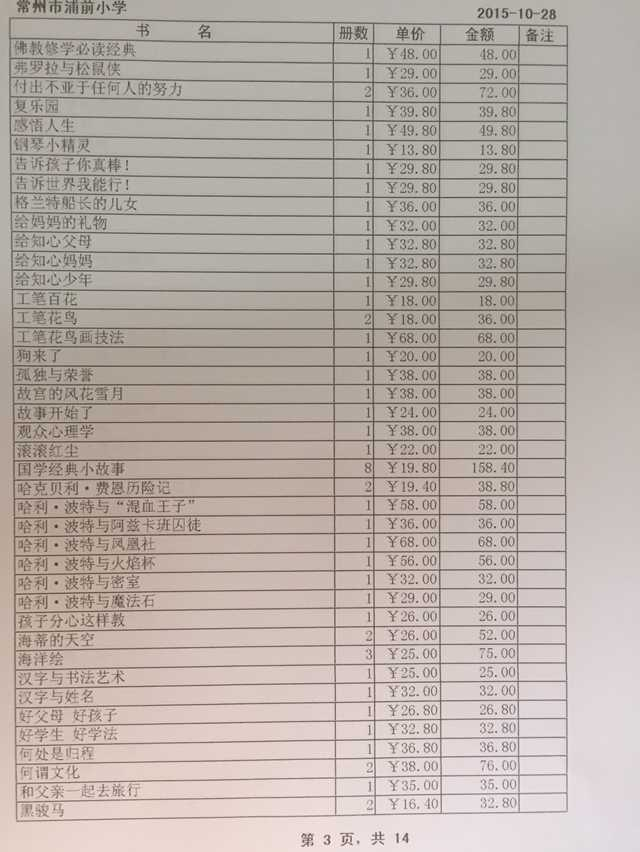 常州市浦前小学 2015-10-28
书 名 册数 单价 金额 备注
佛教修学必读经典 1 ￥48.00 48.00
弗罗拉与松鼠侠 1 ￥29.00 29.00
付出不亚于任何人的努力 2 ￥36.00 72.00
复乐园 1 ￥39.80 39.80
感悟人生 1 ￥49.80 49.80
钢琴小精灵 1 ￥13.80 13.80
告诉孩子你真棒！ 1 ￥29.80 29.80
告诉世界我能行！ 1 ￥29.80 29.80
格兰特船长的儿女 1 ￥36.00 36.00
给妈妈的礼物 1 ￥32.00 32.00
给知心父母 1 ￥32.80 32.80
给知心妈妈 1 ￥32.80 32.80
给知心少年 1 ￥29.80 29.80
工笔百花 1 ￥18.00 18.00
工笔花鸟 2 ￥18.00 36.00
工笔花鸟画技法 1 ￥68.00 68.00
狗来了 1 ￥20.00 20.00
孤独与荣誉 1 ￥38.00 38.00
故宫的风花雪月 1 ￥38.00 38.00
故事开始了 1 ￥24.00 24.00
观众心理学 1 ￥38.00 38.00
滚滚红尘 1 ￥22.00 22.00
国学经典小故事 8 ￥19.80 158.40
哈克贝利·费恩历险记 2 ￥19.40 38.80
哈利·波特与“混血王子” 1 ￥58.00 58.00
哈利·波特与阿兹卡班囚徒 1 ￥36.00 36.00
哈利·波特与凤凰社 1 ￥68.00 68.00
哈利·波特与火焰杯 1 ￥56.00 56.00
哈利·波特与密室 1 ￥32.00 32.00
哈利·波特与魔法石 1 ￥29.00 29.00
孩子分心这样教 1 ￥26.00 26.00
海蒂的天空 2 ￥26.00 52.00
海洋绘 3 ￥25.00 75.00
汉字与书法艺术 1 ￥25.00 25.00
汉字与姓名 1 ￥32.00 32.00
好父母 好孩子 1 ￥26.80 26.80
好学生 好学法 1 ￥32.80 32.80
何处是归程 1 ￥36.80 36.80
何谓文化 2 ￥38.00 76.00
和父亲一起去旅行 1 ￥35.00 35.00
黑骏马 2 ￥16.40 32.80
第 3 页，共 14